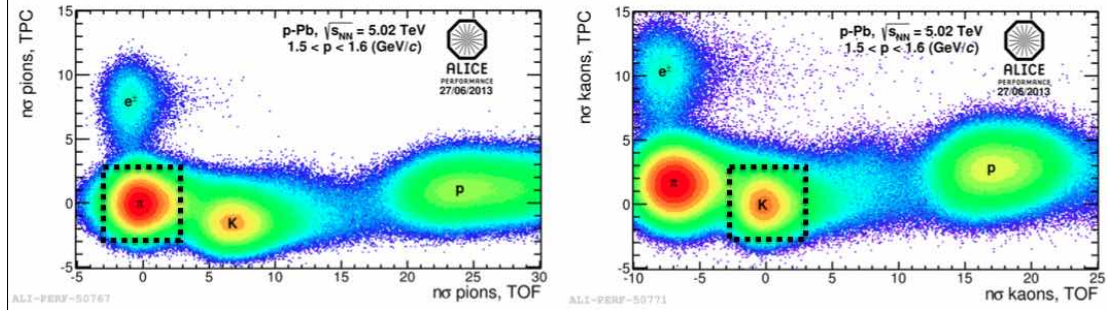 nσ pions, TPC
p-Pb, √sNN = 5.02 TeV
1.5 < p < 1.6 (GeV/c)
ALICE
PERFORMANCE
27/06/2013
15
10
5
0
-5
e±
π
K
p
-5 0 5 10 15 20 25 30
nσ pions, TOF
ALI-PERF-50767
nσ kaons, TPC
p-Pb, √sNN = 5.02 TeV
1.5 < p < 1.6 (GeV/c)
ALICE
PERFORMANCE
27/06/2013
15
10
5
0
-5
e±
π
K
p
-10 -5 0 5 10 15 20 25
nσ kaons, TOF
ALI-PERF-50771